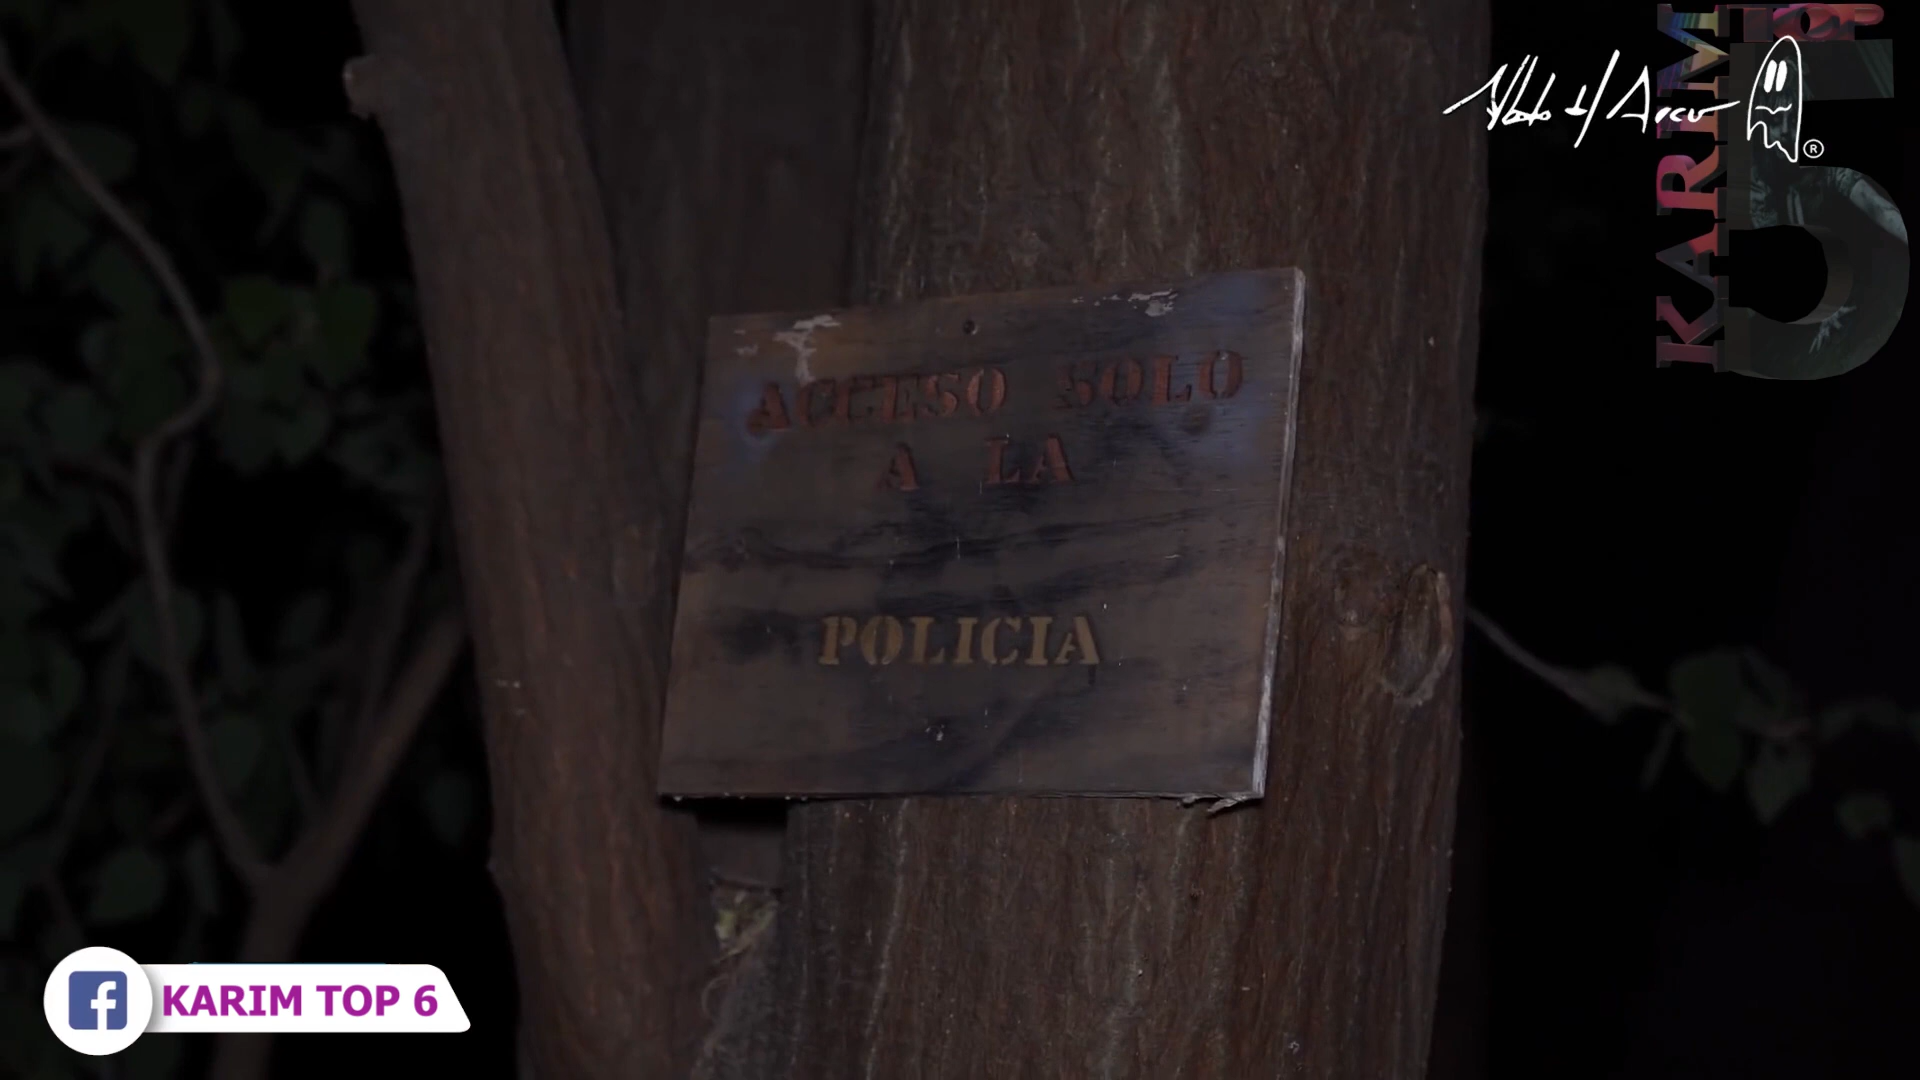 ACCESO SOLO
A LA
POLICIA
KARIM
TOP
5
®
KARIM TOP 6